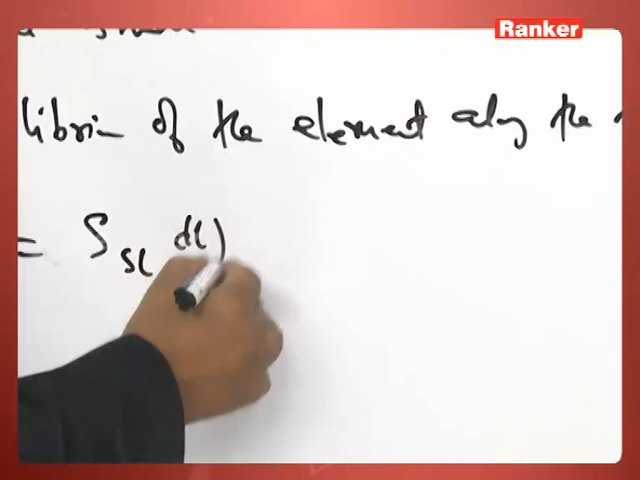 Ranker
librium of the element along the
= S_SL dl)